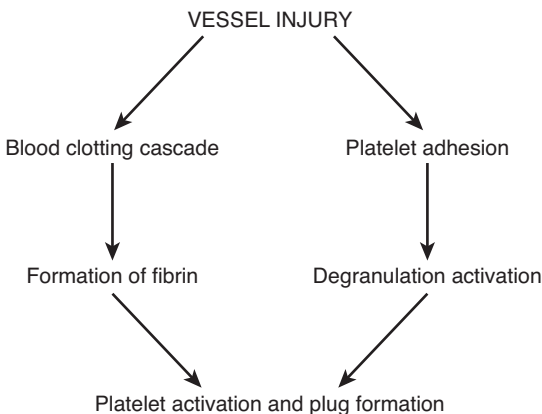 VESSEL INJURY
Blood clotting cascade
Platelet adhesion
Formation of fibrin
Degranulation activation
Platelet activation and plug formation